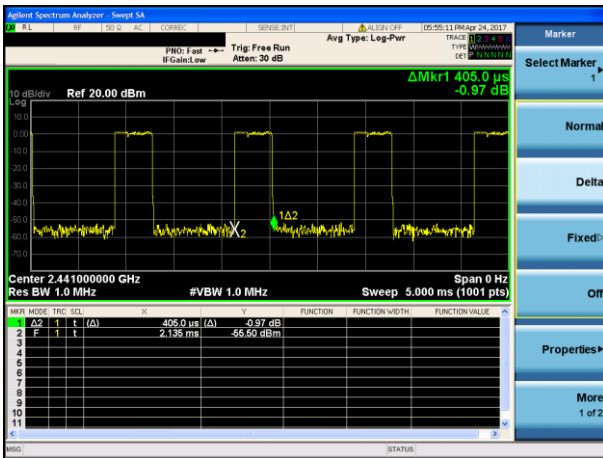 Agilent Spectrum Analyzer - Swept SA
RL RF 50 Ω AC CORREC SENSE:INT ALIGN OFF 05:55:11 PM Apr 24, 2017
Marker
Avg Type: Log-Pwr TRACE 1 2 3 4 5 6
PNO: Fast Trig: Free Run TYPE WWWWWW
IFGain:Low Atten: 30 dB DET P N N N N N
Select Marker
1
ΔMkr1 405.0 µs
10 dB/div Ref 20.00 dBm -0.97 dB
Log
10.0
0.00
-10.0
-20.0
-30.0
-40.0
-50.0
-60.0
-70.0
1Δ2
X2
Normal
Delta
Fixed
Off
Center 2.441000000 GHz Span 0 Hz
Res BW 1.0 MHz #VBW 1.0 MHz Sweep 5.000 ms (1001 pts)
MKR MODE TRC SCL X Y FUNCTION FUNCTION WIDTH FUNCTION VALUE
1 Δ2 1 t (Δ) 405.0 µs (Δ) -0.97 dB
2 F 1 t 2.135 ms -55.50 dBm
3
4
5
6
7
8
9
10
11
Properties
More
1 of 2
MSG STATUS